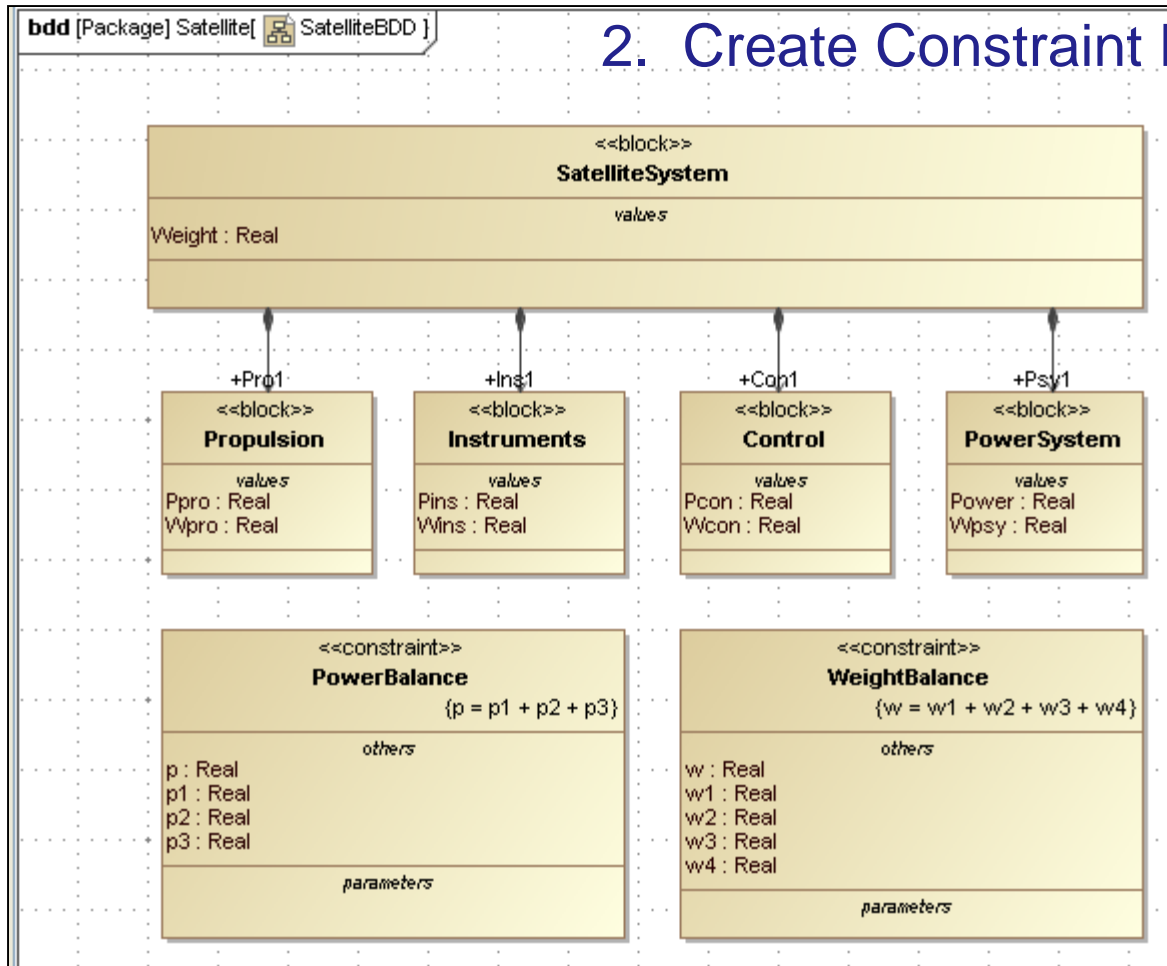 bdd [Package] Satellite[ SatelliteBDD ]
2. Create Constraint
<<block>>
SatelliteSystem
values
Weight : Real
+Pro1
+Ins1
+Con1
+Psy1
<<block>>
Propulsion
values
Ppro : Real
Wpro : Real
<<block>>
Instruments
values
Pins : Real
Wins : Real
<<block>>
Control
values
Pcon : Real
Wcon : Real
<<block>>
PowerSystem
values
Power : Real
Wpsy : Real
<<constraint>>
PowerBalance
{p = p1 + p2 + p3}
others
p : Real
p1 : Real
p2 : Real
p3 : Real
parameters
<<constraint>>
WeightBalance
{w = w1 + w2 + w3 + w4}
others
w : Real
w1 : Real
w2 : Real
w3 : Real
w4 : Real
parameters